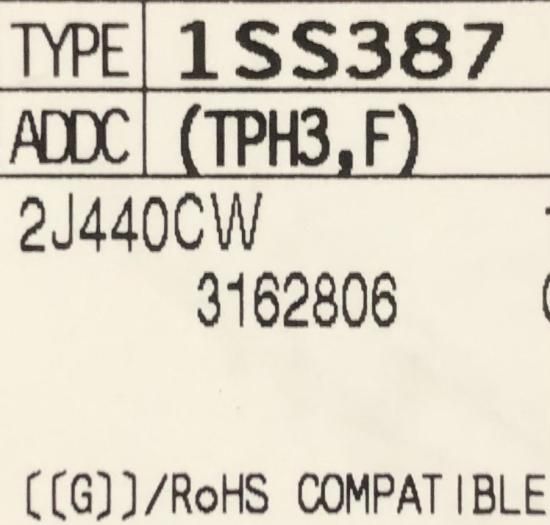 TYPE 1SS387
ADDC (TPH3,F)
2J440CW
3162806
[[G]]/RoHS COMPATIBLE